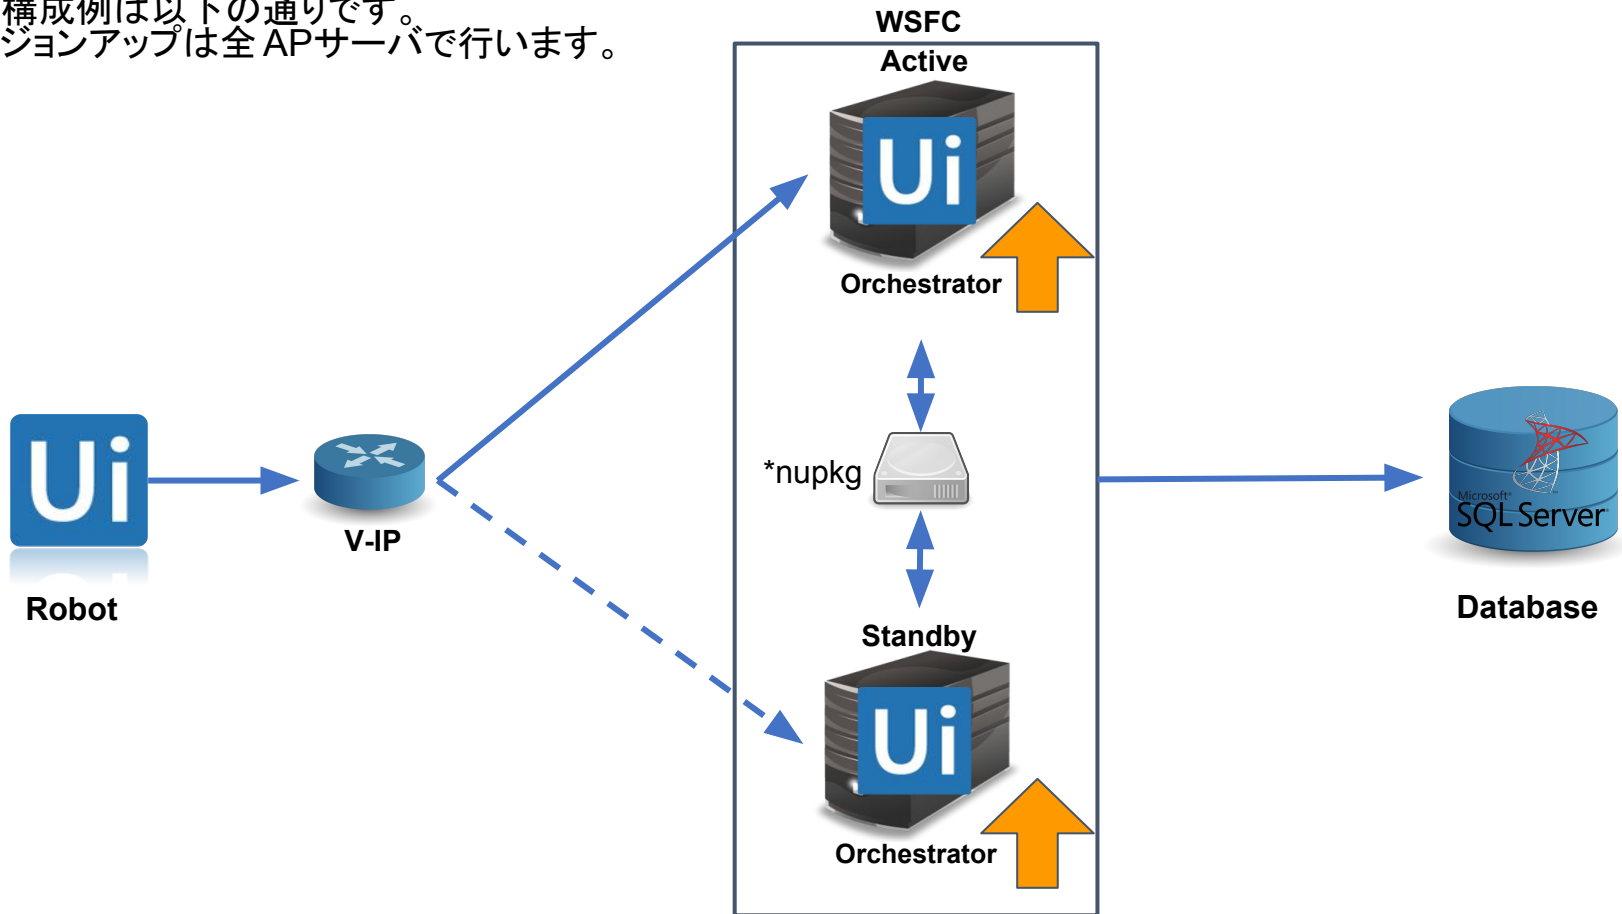 構成例は以下の通りです。
ジョンアップは全 APサーバで行います。
WSFC
Active
Ui
Orchestrator
*nupkg
Ui
V-IP
Robot
Microsoft
SQL Server
Database
Standby
Ui
Orchestrator